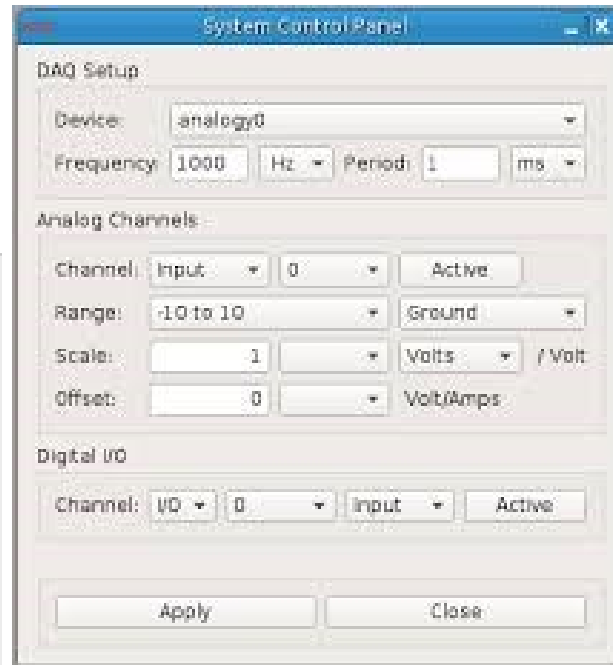 System Control Panel
DAQ Setup
Device: analogy0
Frequency: 1000 Hz Period: 1 ms
Analog Channels
Channel: Input 0 Active
Range: -10 to 10 Ground
Scale: 1 Volts / Volt
Offset: 0 Volt/Amps
Digital I/O
Channel: I/O 0 Input Active
Apply Close